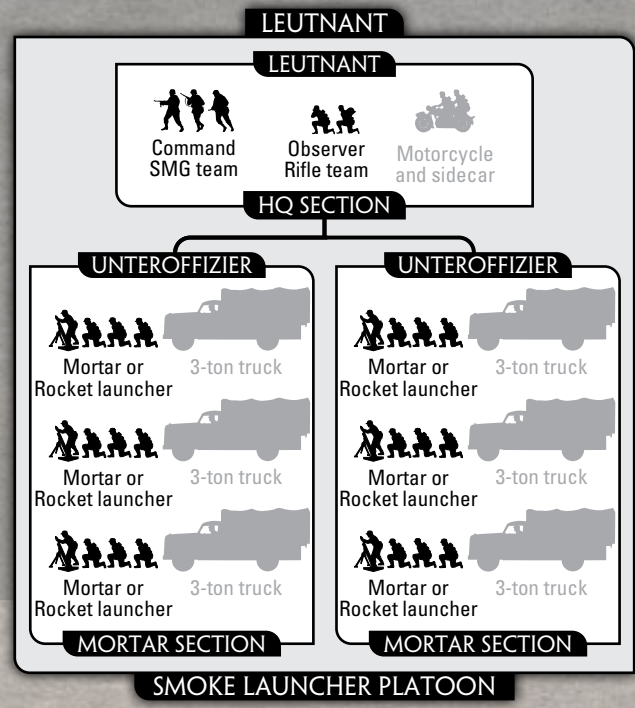 LEUTNANT
LEUTNANT
Command
SMG team
Observer
Rifle team
Motorcycle
and sidecar
HQ SECTION
UNTEROFFIZIER
Mortar or
Rocket launcher
3-ton truck
Mortar or
Rocket launcher
3-ton truck
Mortar or
Rocket launcher
3-ton truck
MORTAR SECTION
UNTEROFFIZIER
Mortar or
Rocket launcher
3-ton truck
Mortar or
Rocket launcher
3-ton truck
Mortar or
Rocket launcher
3-ton truck
MORTAR SECTION
SMOKE LAUNCHER PLATOON